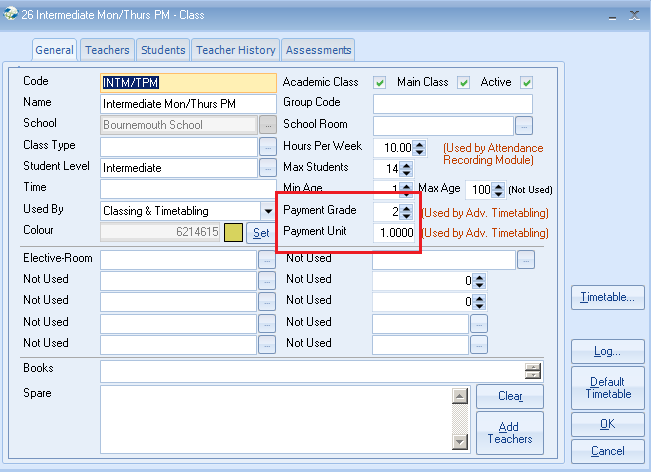 26 Intermediate Mon/Thurs PM - Class
General Teachers Students Teacher History Assessments
Code INTM/TPM Academic Class Main Class Active
Name Intermediate Mon/Thurs PM Group Code
School Bournemouth School ... School Room ...
Class Type ... Hours Per Week 10.00 (Used by Attendance
Recording Module)
Student Level Intermediate ... Max Students 14
Time Min Age 1 Max Age 100 (Not Used)
Used By Classing & Timetabling Payment Grade 2 (Used by Adv. Timetabling)
Colour 6214615 Set Payment Unit 1.0000 (Used by Adv. Timetabling)
Elective-Room ... Not Used ...
Not Used ... Not Used 0
Not Used ... Not Used 0
Not Used ... Not Used ...
Not Used ... Not Used ...
Books
Spare Clear
Add
Teachers
Timetable...
Log...
Default
Timetable
OK
Cancel